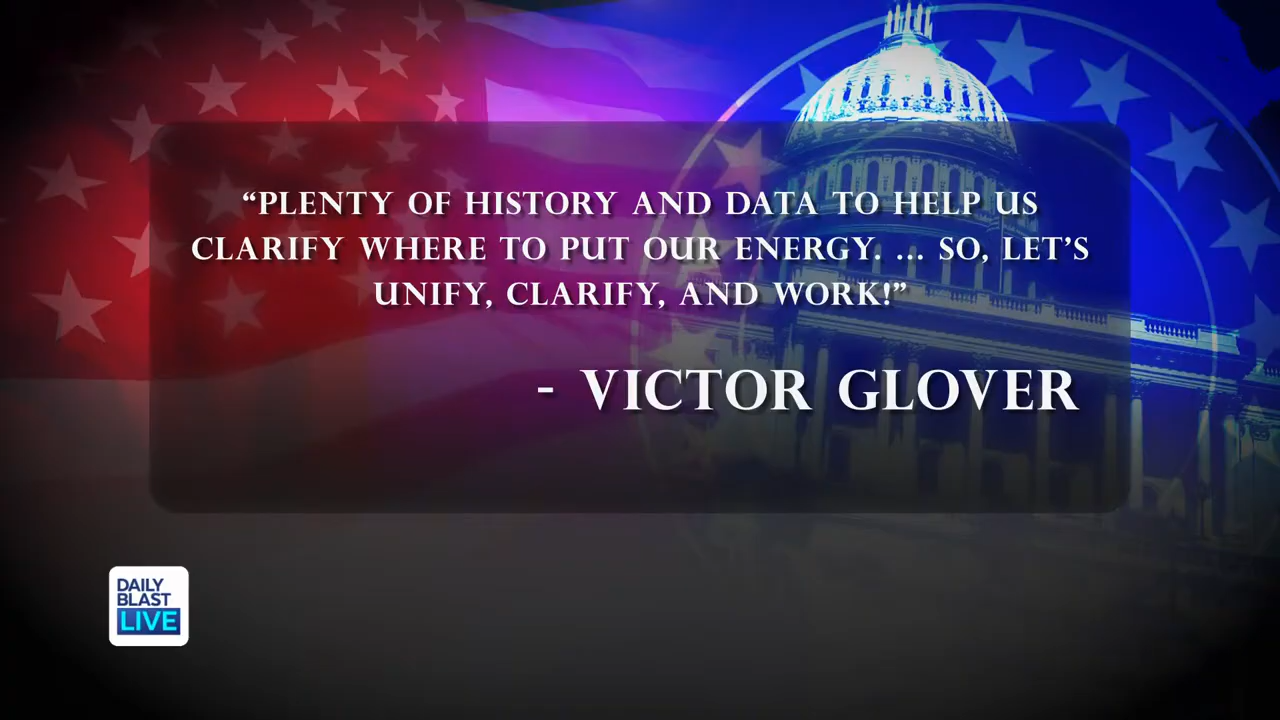 “PLENTY OF HISTORY AND DATA TO HELP US
CLARIFY WHERE TO PUT OUR ENERGY. ... SO, LET’S
UNIFY, CLARIFY, AND WORK!”
- VICTOR GLOVER
DAILY
BLAST
LIVE